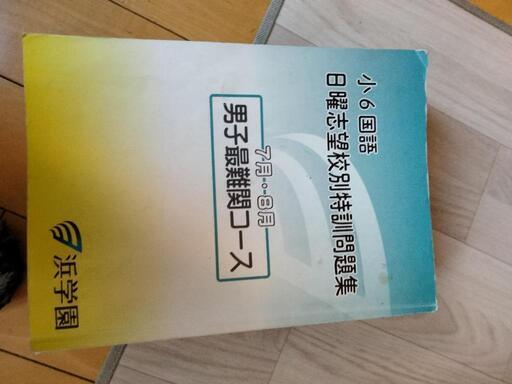 小6国語
日曜志望校別特訓問題集
7月・8月
男子最難関コース
浜学園